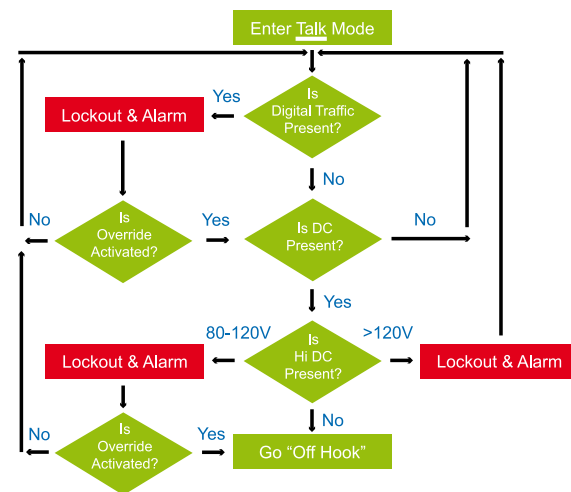 Enter Talk Mode
Is
Digital Traffic
Present?
Yes
Lockout & Alarm
No
Is
Override
Activated?
No
Yes
Is DC
Present?
No
Yes
Is
Hi DC
Present?
80-120V
>120V
Lockout & Alarm
Lockout & Alarm
No
Is
Override
Activated?
No
Yes
Go “Off Hook”